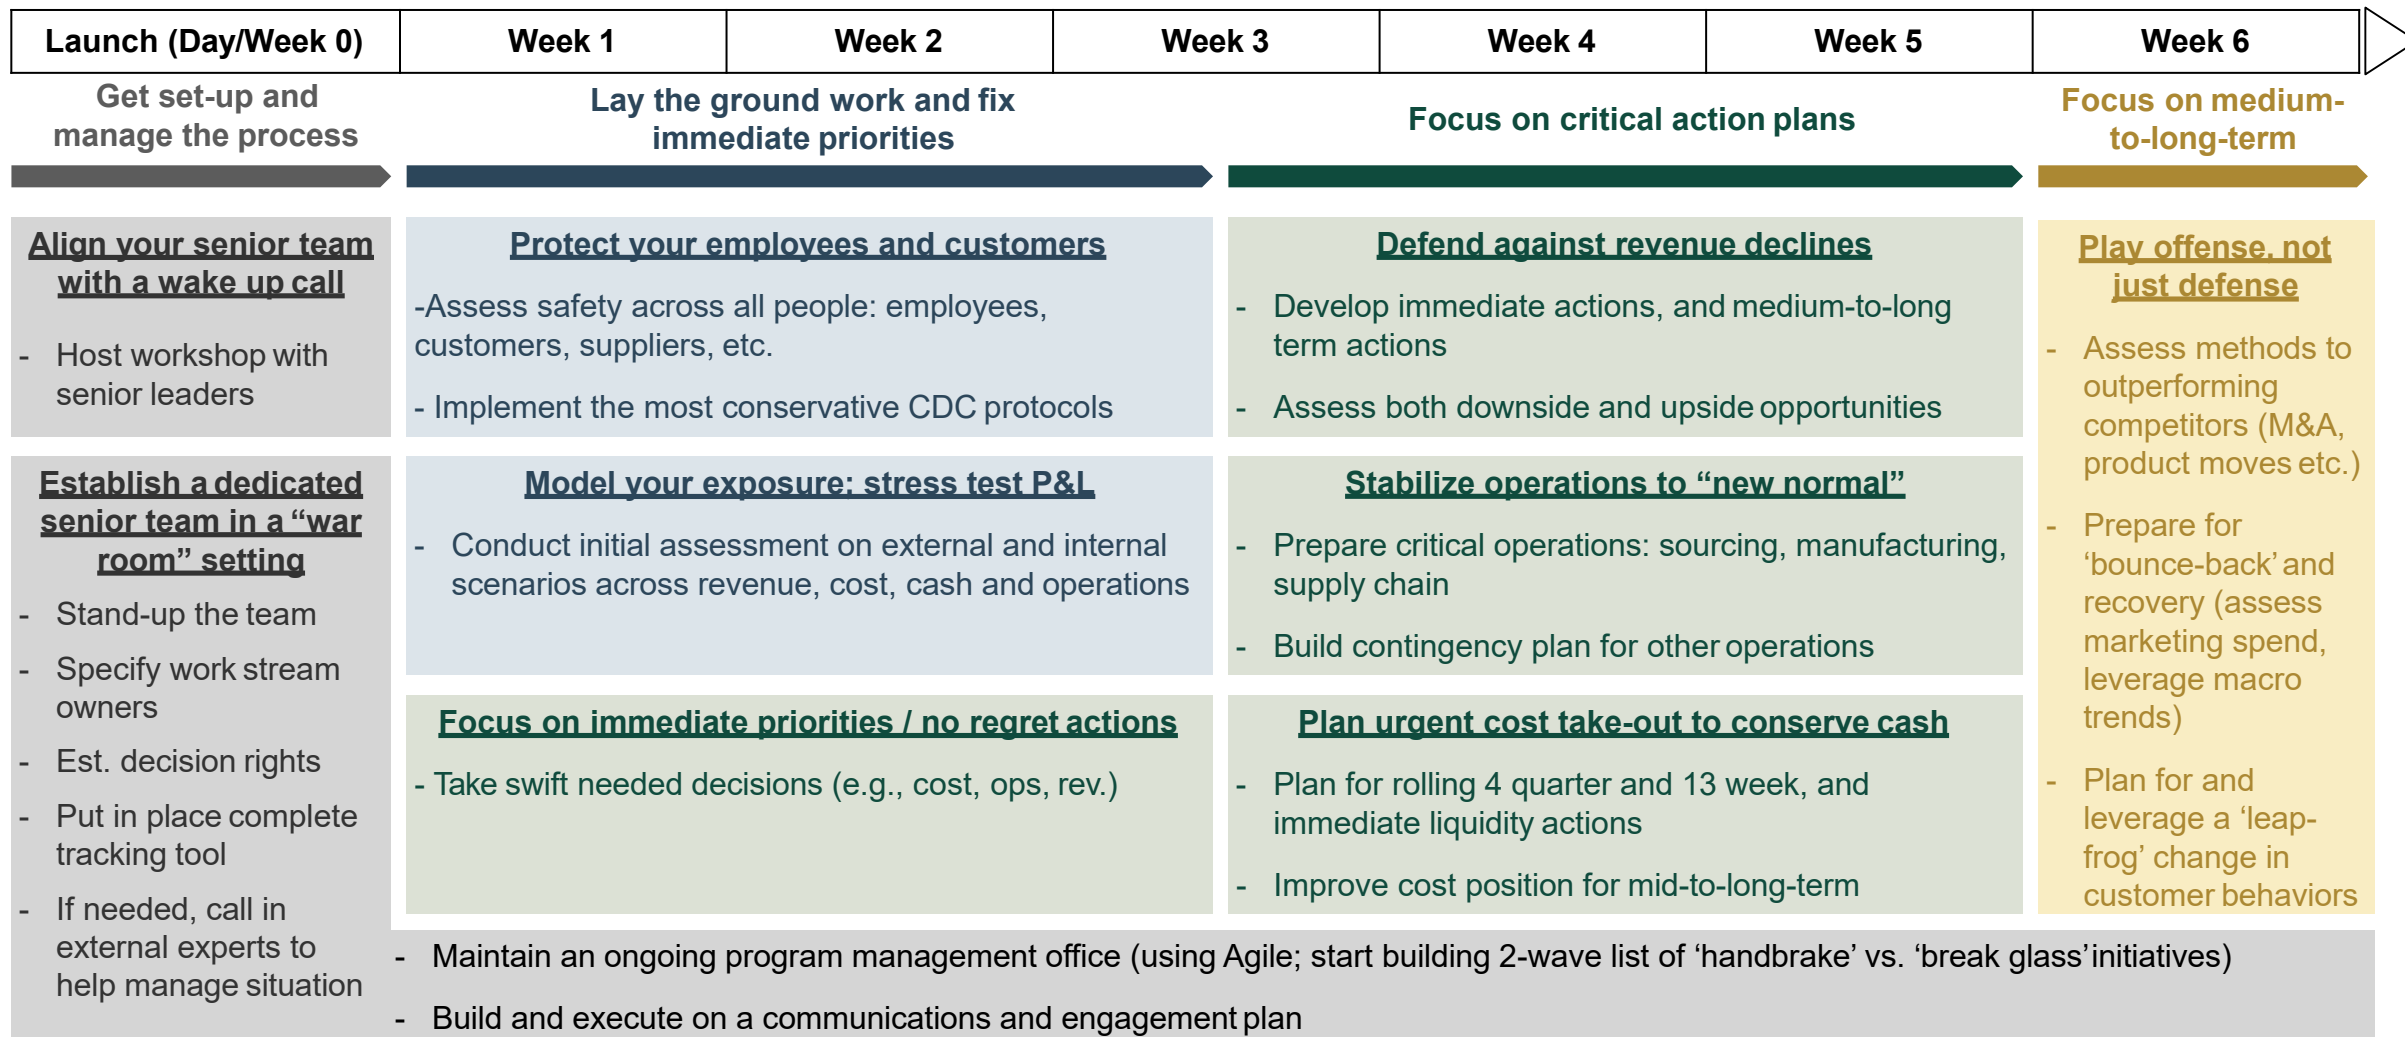 Launch (Day/Week 0)
Week 1
Week 2
Week 3
Week 4
Week 5
Week 6
Get set-up and
manage the process
Lay the ground work and fix
immediate priorities
Focus on critical action plans
Focus on medium-
to-long-term
Align your senior team
with a wake up call
- Host workshop with
senior leaders
Establish a dedicated
senior team in a “war
room” setting
- Stand-up the team
- Specify work stream
owners
- Est. decision rights
- Put in place complete
tracking tool
- If needed, call in
external experts to
help manage situation
Protect your employees and customers
-Assess safety across all people: employees,
customers, suppliers, etc.
- Implement the most conservative CDC protocols
Model your exposure: stress test P&L
- Conduct initial assessment on external and internal
scenarios across revenue, cost, cash and operations
Focus on immediate priorities / no regret actions
- Take swift needed decisions (e.g., cost, ops, rev.)
Defend against revenue declines
- Develop immediate actions, and medium-to-long
term actions
- Assess both downside and upside opportunities
Stabilize operations to “new normal”
- Prepare critical operations: sourcing, manufacturing,
supply chain
- Build contingency plan for other operations
Plan urgent cost take-out to conserve cash
- Plan for rolling 4 quarter and 13 week, and
immediate liquidity actions
- Improve cost position for mid-to-long-term
Play offense, not
just defense
- Assess methods to
outperforming
competitors (M&A,
product moves etc.)
- Prepare for
‘bounce-back’ and
recovery (assess
marketing spend,
leverage macro
trends)
- Plan for and
leverage a ‘leap-
frog’ change in
customer behaviors
- Maintain an ongoing program management office (using Agile; start building 2-wave list of ‘handbrake’ vs. ‘break glass’ initiatives)
- Build and execute on a communications and engagement plan